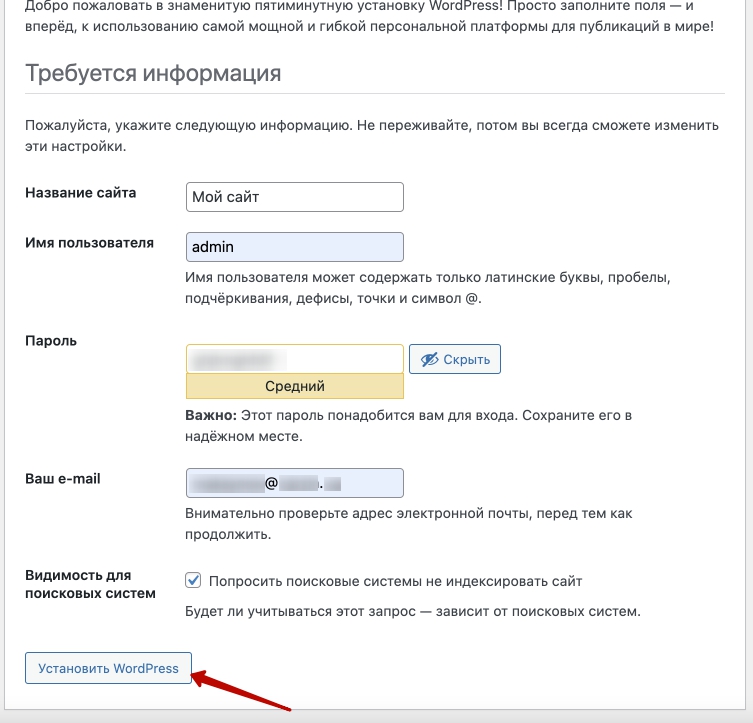 Добро пожаловать в знаменитую пятиминутную установку WordPress! Просто заполните поля — и
вперёд, к использованию самой мощной и гибкой персональной платформы для публикаций в мире!
Требуется информация
Пожалуйста, укажите следующую информацию. Не переживайте, потом вы всегда сможете изменить
эти настройки.
Название сайта
Мой сайт
Имя пользователя
admin
Имя пользователя может содержать только латинские буквы, пробелы,
подчёркивания, дефисы, точки и символ @.
Пароль
Скрыть
Средний
Важно: Этот пароль понадобится вам для входа. Сохраните его в
надёжном месте.
Ваш e-mail
@ .
Внимательно проверьте адрес электронной почты, перед тем как
продолжить.
Видимость для
поисковых систем
Попросить поисковые системы не индексировать сайт
Будет ли учитываться этот запрос — зависит от поисковых систем.
Установить WordPress